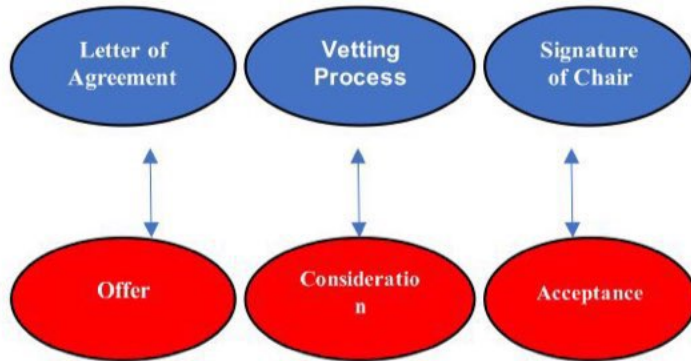 Letter of
Agreement
Vetting
Process
Signature
of Chair
Offer
Consideratio
n
Acceptance